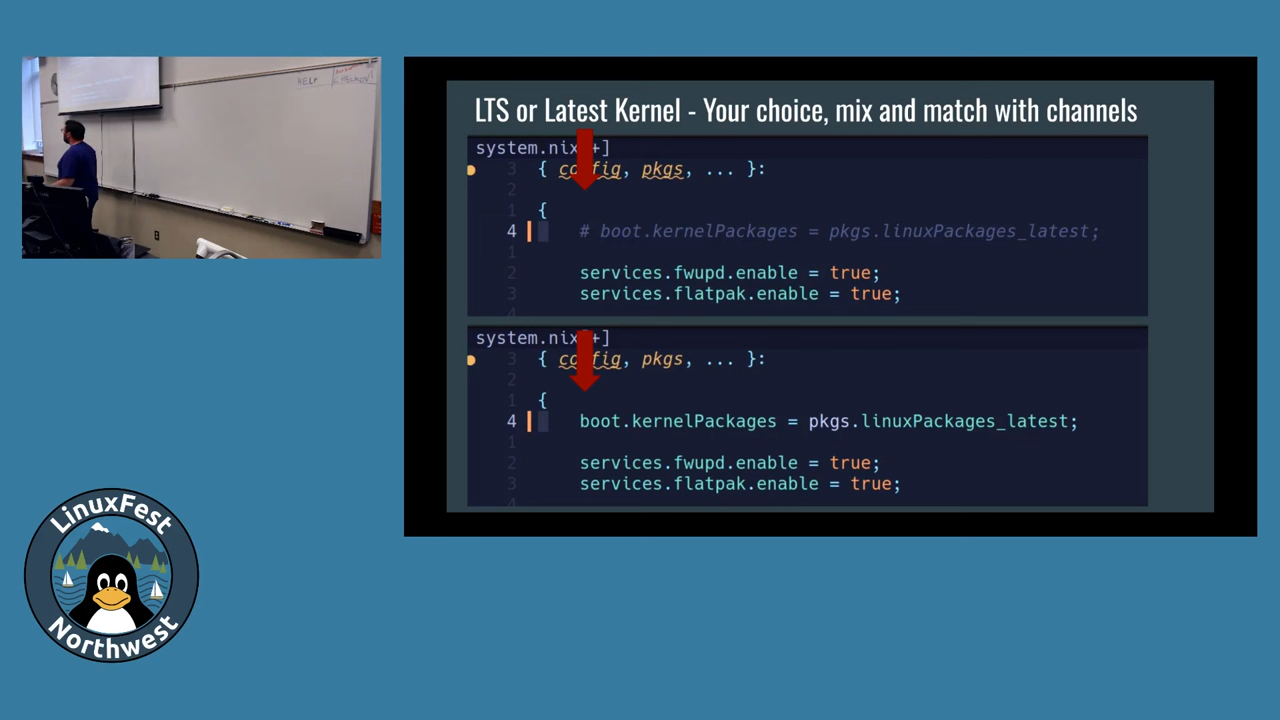 HELP
LTS or Latest Kernel - Your choice, mix and match with channels
system.nix[+]
3 { config, pkgs, ... }:
2
1 {
4 # boot.kernelPackages = pkgs.linuxPackages_latest;
1
2 services.fwupd.enable = true;
3 services.flatpak.enable = true;
4
system.nix[+]
3 { config, pkgs, ... }:
2
1 {
4 boot.kernelPackages = pkgs.linuxPackages_latest;
1
2 services.fwupd.enable = true;
3 services.flatpak.enable = true;
LinuxFest
Northwest